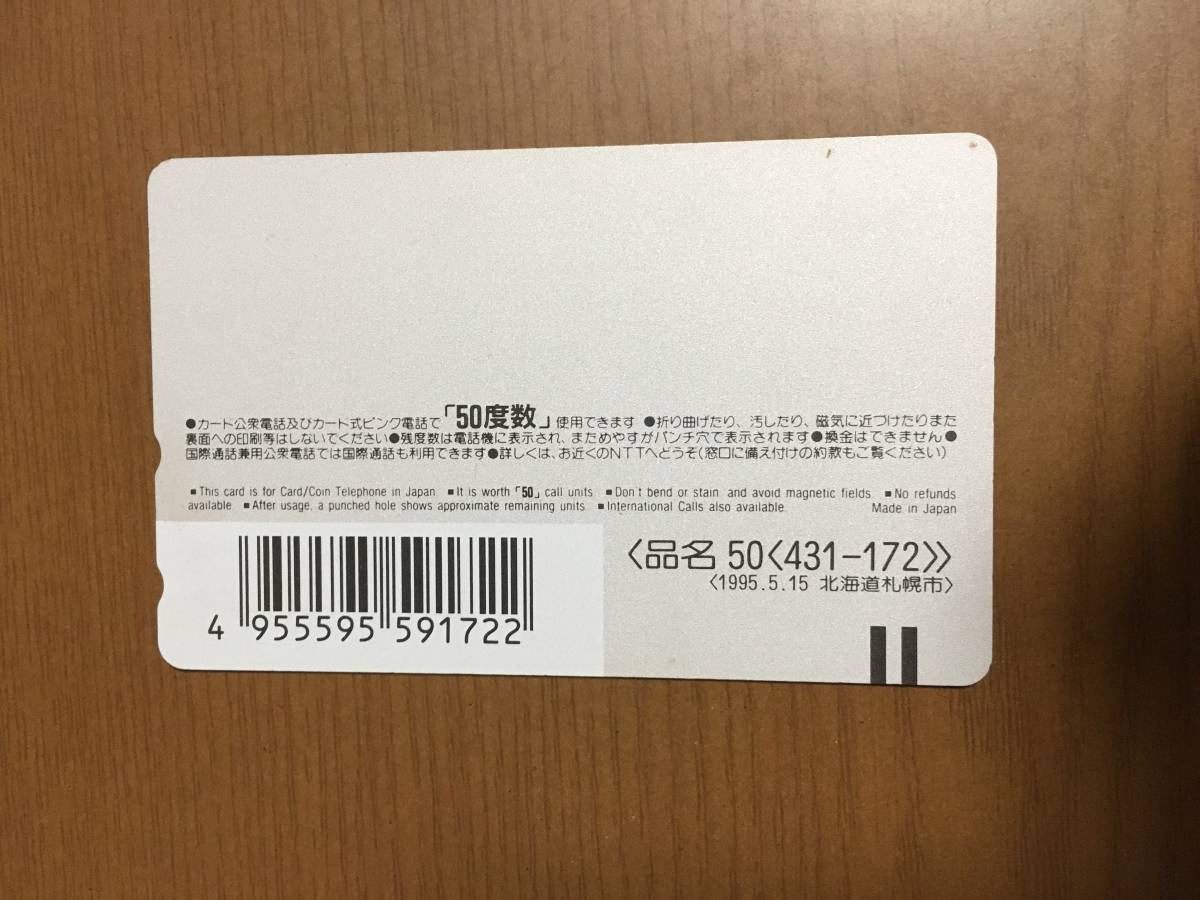 ●カード公衆電話及びカード式ピンク電話で「50度数」使用できます ●折り曲げたり、汚したり、磁気に近づけたりまた
裏面への印刷等はしないでください●残度数は電話機に表示され、まためやすがパンチ穴で表示されます●換金はできません●
国際通話兼用公衆電話では国際通話も利用できます●詳しくは、お近くのNTTへどうぞ(窓口に備え付けの約款もご覧ください)
■This card is for Card/Coin Telephone in Japan ■It is worth「50」call units ■Don't bend or stain and avoid magnetic fields ■No refunds
available ■After usage, a punched hole shows approximate remaining units ■International Calls also available. Made in Japan
〈品名 50〈431-172〉〉
〈1995.5.15 北海道札幌市〉
4 955595 591722